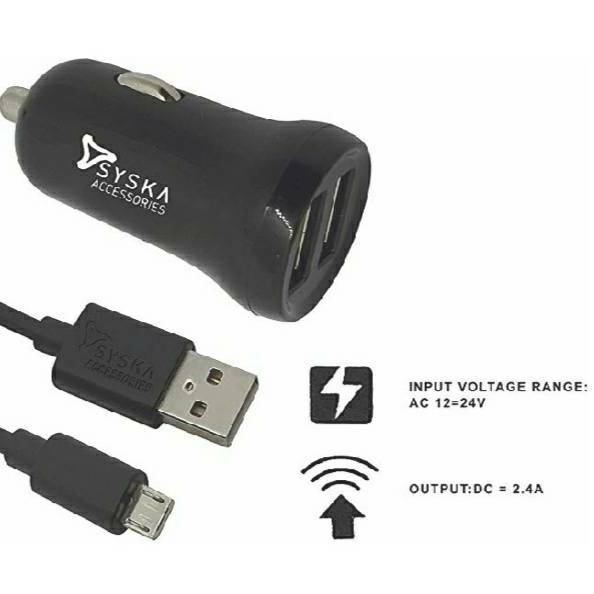 SYSKA
ACCESSORIES
SYSKA
ACCESSORIES
INPUT VOLTAGE RANGE:
AC 12=24V
OUTPUT:DC = 2.4A